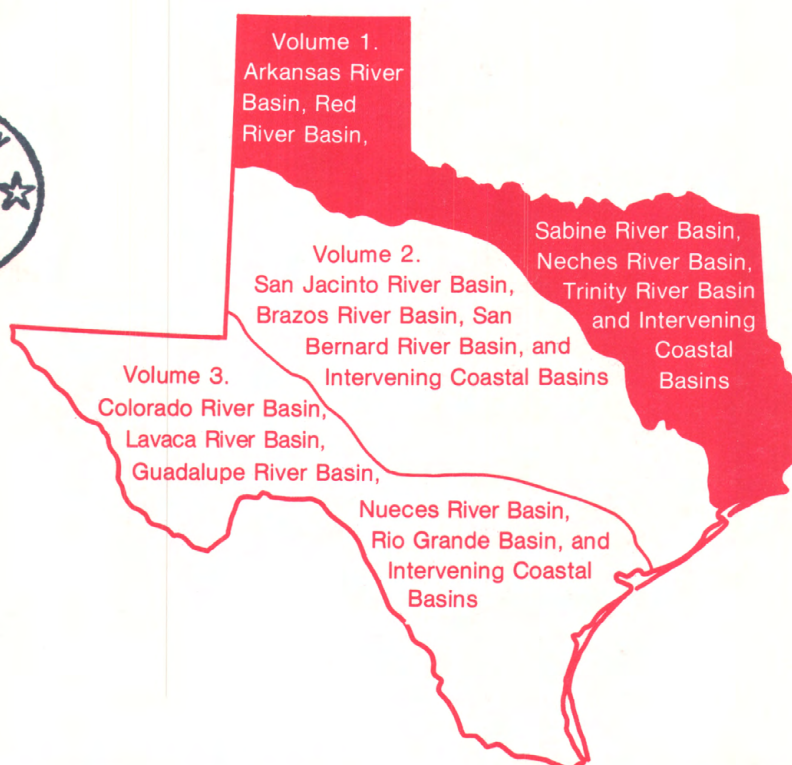 Volume 1.
Arkansas River
Basin, Red
River Basin,
Sabine River Basin,
Neches River Basin,
Trinity River Basin
and Intervening
Coastal
Basins
Volume 2.
San Jacinto River Basin,
Brazos River Basin, San
Bernard River Basin, and
Intervening Coastal Basins
Volume 3.
Colorado River Basin,
Lavaca River Basin,
Guadalupe River Basin,
Nueces River Basin,
Rio Grande Basin, and
Intervening Coastal
Basins